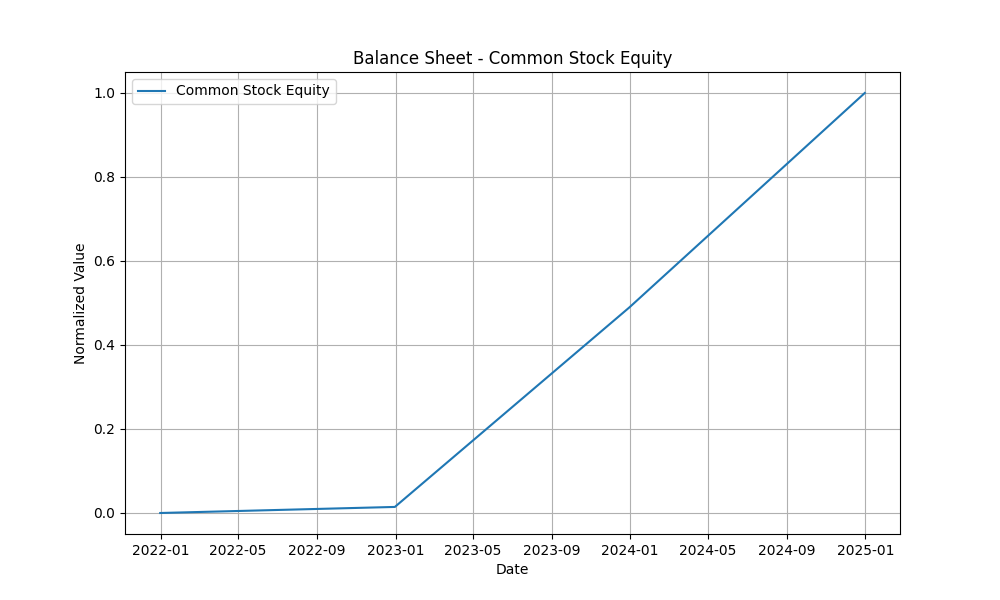 Balance Sheet - Common Stock Equity
Common Stock Equity
Normalized Value
1.0
0.8
0.6
0.4
0.2
0.0
2022-01 2022-05 2022-09 2023-01 2023-05 2023-09 2024-01 2024-05 2024-09 2025-01
Date